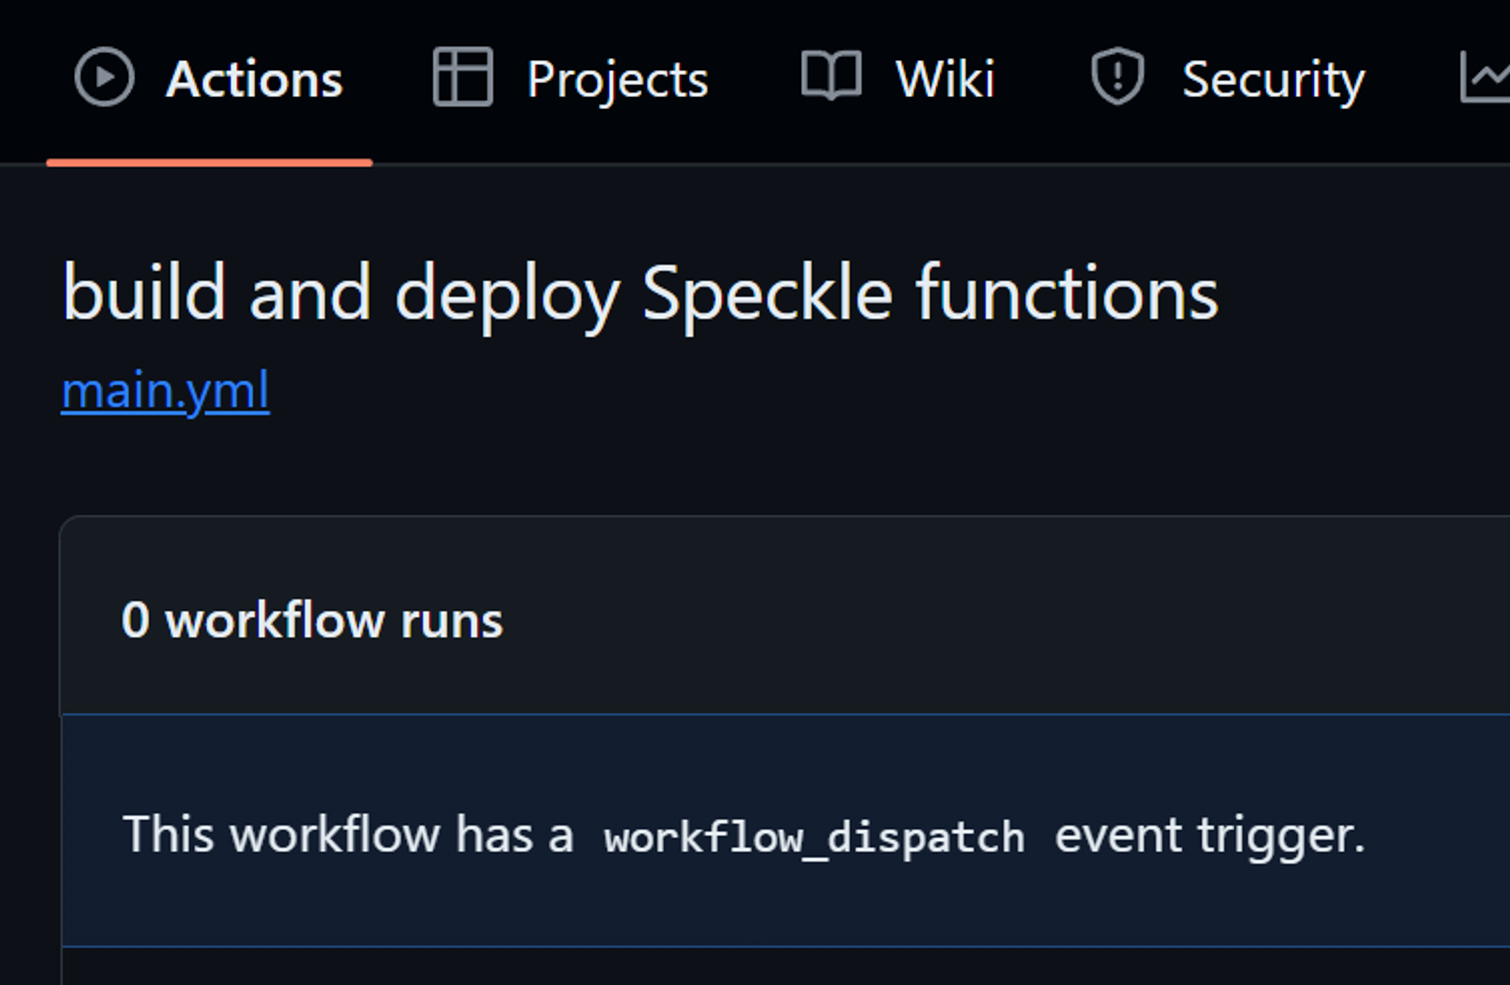 Actions Projects Wiki Security
build and deploy Speckle functions
main.yml
0 workflow runs
This workflow has a workflow_dispatch event trigger.